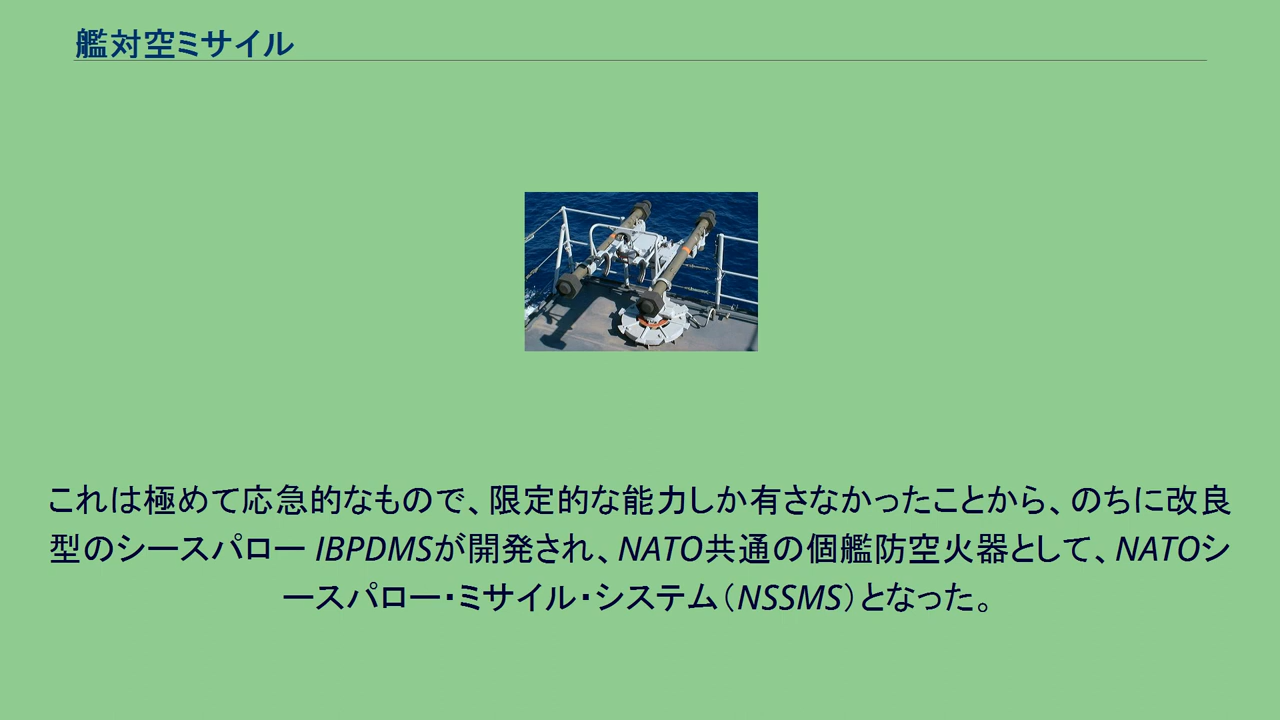 艦対空ミサイル
これは極めて応急的なもので、限定的な能力しか有さなかったことから、のちに改良
型のシースパロー IBPDMSが開発され、NATO共通の個艦防空火器として、NATOシ
ースパロー・ミサイル・システム（NSSMS）となった。